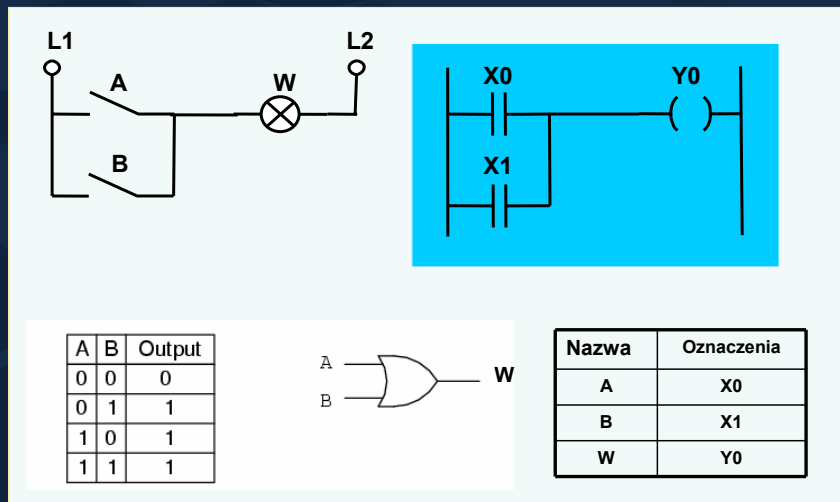 L1
L2
A
W
B
X0
Y0
X1
A B Output
0 0 0
0 1 1
1 0 1
1 1 1
A
B
W
Nazwa Oznaczenia
A X0
B X1
W Y0